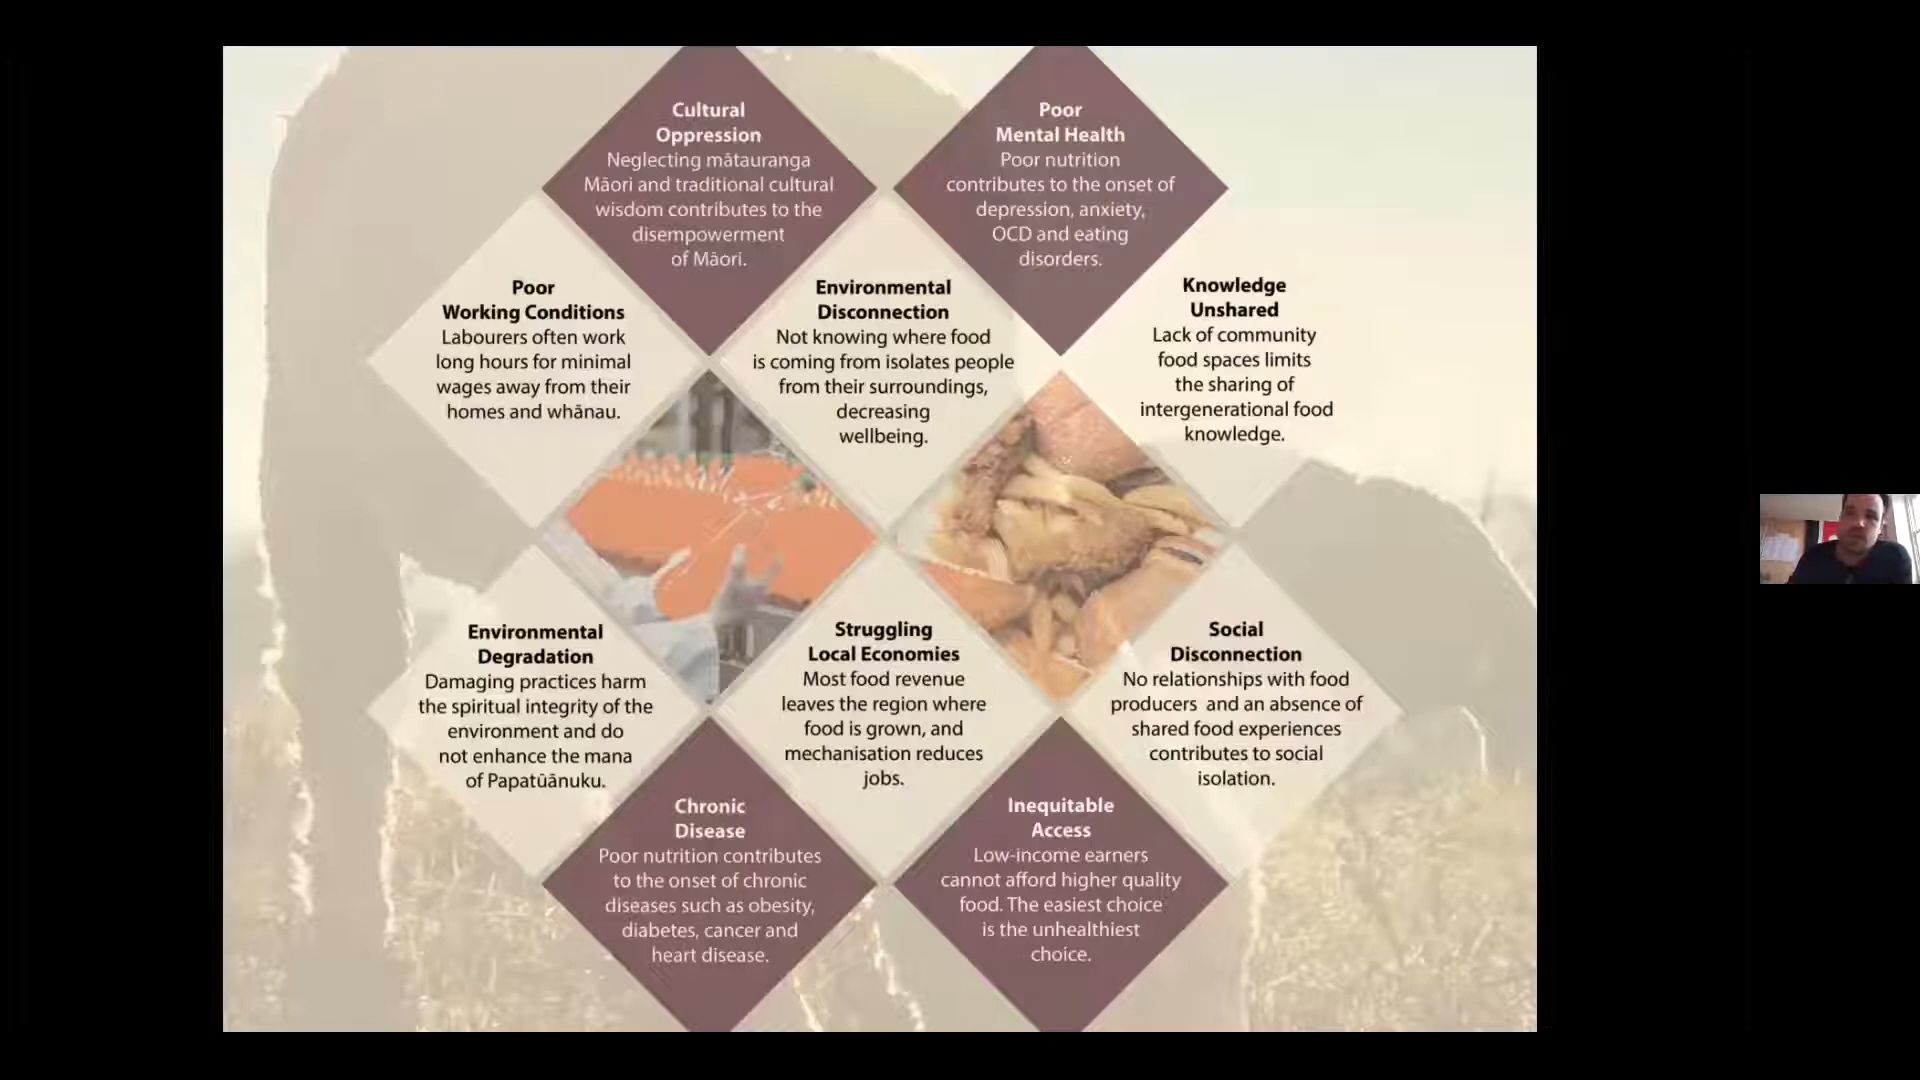 Cultural
Oppression
Neglecting mātauranga
Māori and traditional cultural
wisdom contributes to the
disempowerment
of Māori.
Poor
Mental Health
Poor nutrition
contributes to the onset of
depression, anxiety,
OCD and eating
disorders.
Poor
Working Conditions
Labourers often work
long hours for minimal
wages away from their
homes and whānau.
Environmental
Disconnection
Not knowing where food
is coming from isolates people
from their surroundings,
decreasing
wellbeing.
Knowledge
Unshared
Lack of community
food spaces limits
the sharing of
intergenerational food
knowledge.
Environmental
Degradation
Damaging practices harm
the spiritual integrity of the
environment and do
not enhance the mana
of Papatūānuku.
Struggling
Local Economies
Most food revenue
leaves the region where
food is grown, and
mechanisation reduces
jobs.
Social
Disconnection
No relationships with food
producers and an absence of
shared food experiences
contributes to social
isolation.
Chronic
Disease
Poor nutrition contributes
to the onset of chronic
diseases such as obesity,
diabetes, cancer and
heart disease.
Inequitable
Access
Low-income earners
cannot afford higher quality
food. The easiest choice
is the unhealthiest
choice.